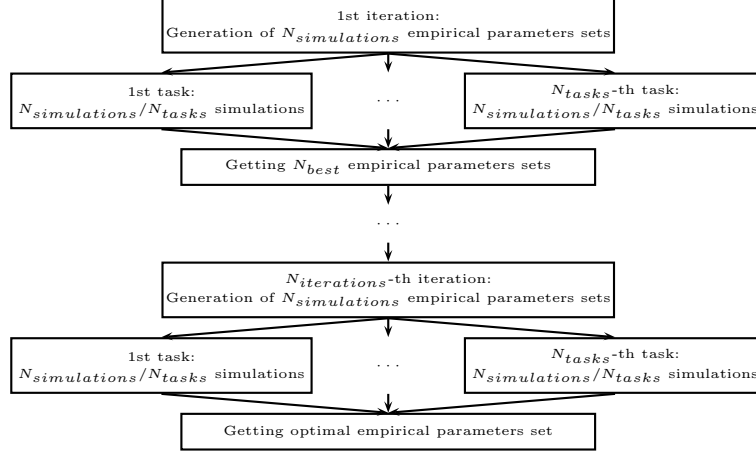 1st iteration:
Generation of N_simulations empirical parameters sets
1st task:
N_simulations/N_tasks simulations
...
N_tasks-th task:
N_simulations/N_tasks simulations
Getting N_best empirical parameters sets
...
N_iterations-th iteration:
Generation of N_simulations empirical parameters sets
1st task:
N_simulations/N_tasks simulations
...
N_tasks-th task:
N_simulations/N_tasks simulations
Getting optimal empirical parameters set